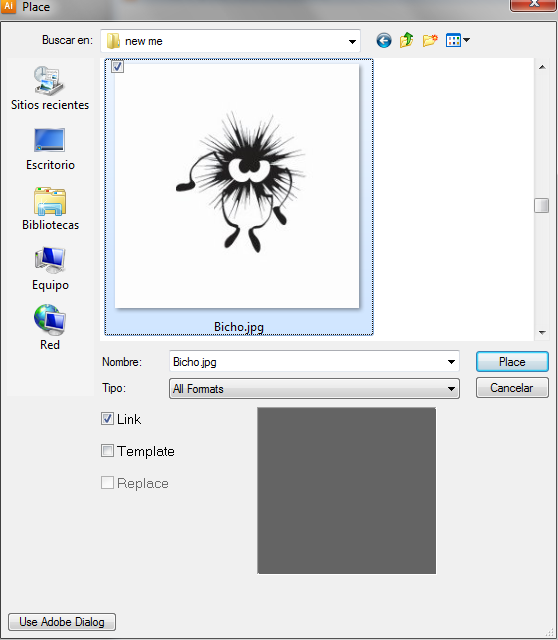 Ai Place
Buscar en: new me
Sitios recientes
Escritorio
Bibliotecas
Equipo
Red
Bicho.jpg
Nombre: Bicho.jpg Place
Tipo: All Formats Cancelar
Link
Template
Replace
Use Adobe Dialog